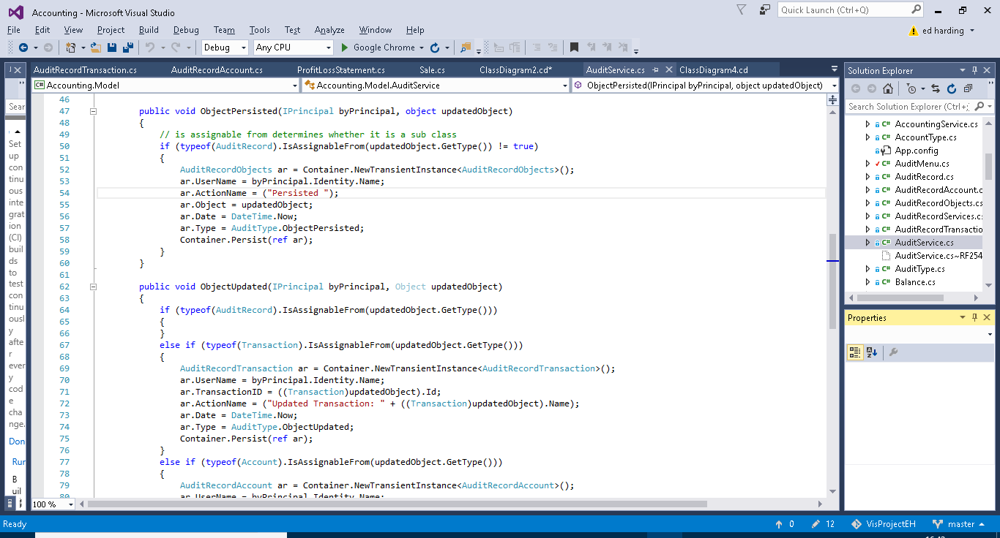 Accounting - Microsoft Visual Studio
Quick Launch (Ctrl+Q)
File Edit View Project Build Debug Team Tools Test Analyze Window Help
ed harding
Debug Any CPU Google Chrome
AuditRecordTransaction.cs AuditRecordAccount.cs ProfitLossStatement.cs Sale.cs ClassDiagram2.cd* AuditService.cs ClassDiagram4.cd
Accounting.Model Accounting.Model.AuditService ObjectPersisted(IPrincipal byPrincipal, object updatedObject)
46
47 public void ObjectPersisted(IPrincipal byPrincipal, object updatedObject)
48 {
49 // is assignable from determines whether it is a sub class
50 if (typeof(AuditRecord).IsAssignableFrom(updatedObject.GetType()) != true)
51 {
52 AuditRecordObjects ar = Container.NewTransientInstance<AuditRecordObjects>();
53 ar.UserName = byPrincipal.Identity.Name;
54 ar.ActionName = ("Persisted ");
55 ar.Object = updatedObject;
56 ar.Date = DateTime.Now;
57 ar.Type = AuditType.ObjectPersisted;
58 Container.Persist(ref ar);
59 }
60 }
61
62 public void ObjectUpdated(IPrincipal byPrincipal, Object updatedObject)
63 {
64 if (typeof(AuditRecord).IsAssignableFrom(updatedObject.GetType()))
65 {
66 }
67 else if (typeof(Transaction).IsAssignableFrom(updatedObject.GetType()))
68 {
69 AuditRecordTransaction ar = Container.NewTransientInstance<AuditRecordTransaction>();
70 ar.UserName = byPrincipal.Identity.Name;
71 ar.TransactionID = ((Transaction)updatedObject).Id;
72 ar.ActionName = ("Updated Transaction: " + ((Transaction)updatedObject).Name);
73 ar.Date = DateTime.Now;
74 ar.Type = AuditType.ObjectUpdated;
75 Container.Persist(ref ar);
76 }
77 else if (typeof(Account).IsAssignableFrom(updatedObject.GetType()))
78 {
79 AuditRecordAccount ar = Container.NewTransientInstance<AuditRecordAccount>();
80 ar.UserName = byPrincipal.Identity.Name;
100 %
Sear
Set
up
con
tinu
ous
inte
grat
ion
(CI)
buil
ds
to
test
con
tinu
ousl
y
afte
r
ever
y
cod
e
cha
nge.
Don
Rur
B
uil
Solution Explorer
Search Solution Explorer (Ctrl+;)
AccountingService.cs
AccountType.cs
App.config
AuditMenu.cs
AuditRecord.cs
AuditRecordAccount.c
AuditRecordObjects.cs
AuditRecordServices.cs
AuditRecordTransactio
AuditService.cs
AuditService.cs~RF254
AuditType.cs
Balance.cs
Properties
Ready 0 12 VisProjectEH master